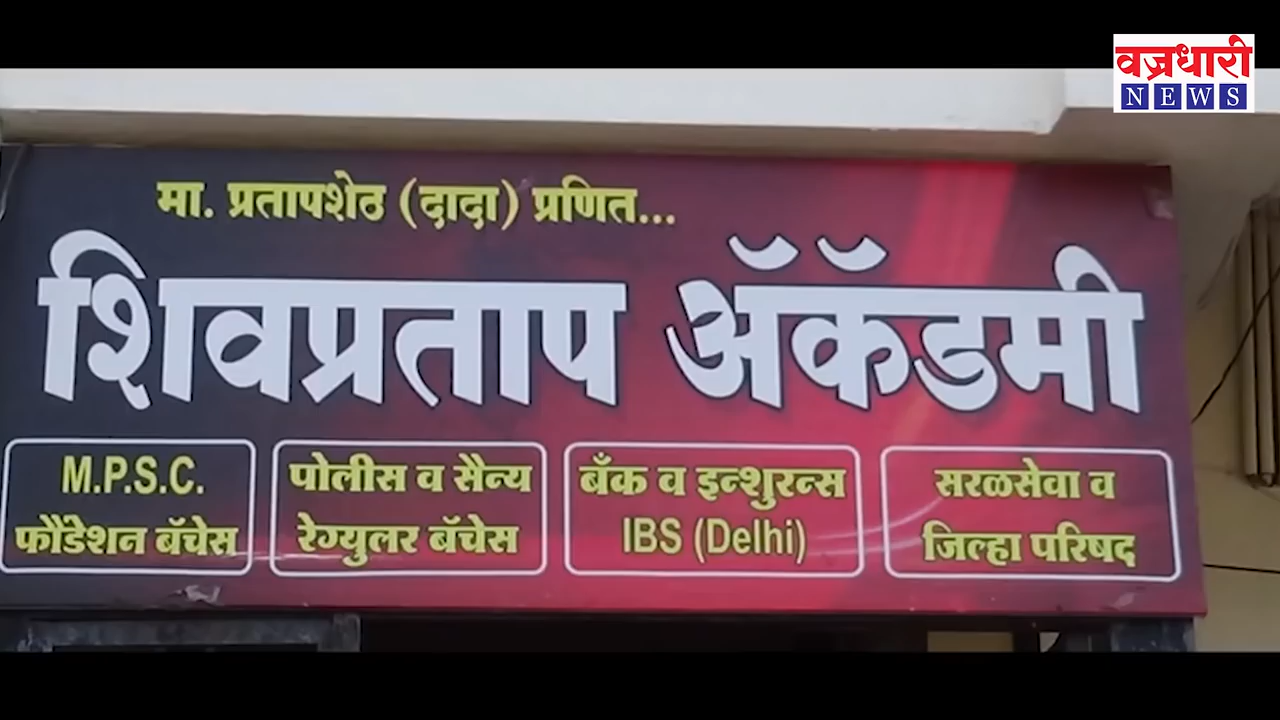 वज्रधारी
NEWS
मा. प्रतापशेठ (दादा) प्रणित...
शिवप्रताप ॲकॅडमी
M.P.S.C.
फौंडेशन बॅचेस
पोलीस व सैन्य
रेग्युलर बॅचेस
बँक व इन्शुरन्स
IBS (Delhi)
सरळसेवा व
जिल्हा परिषद